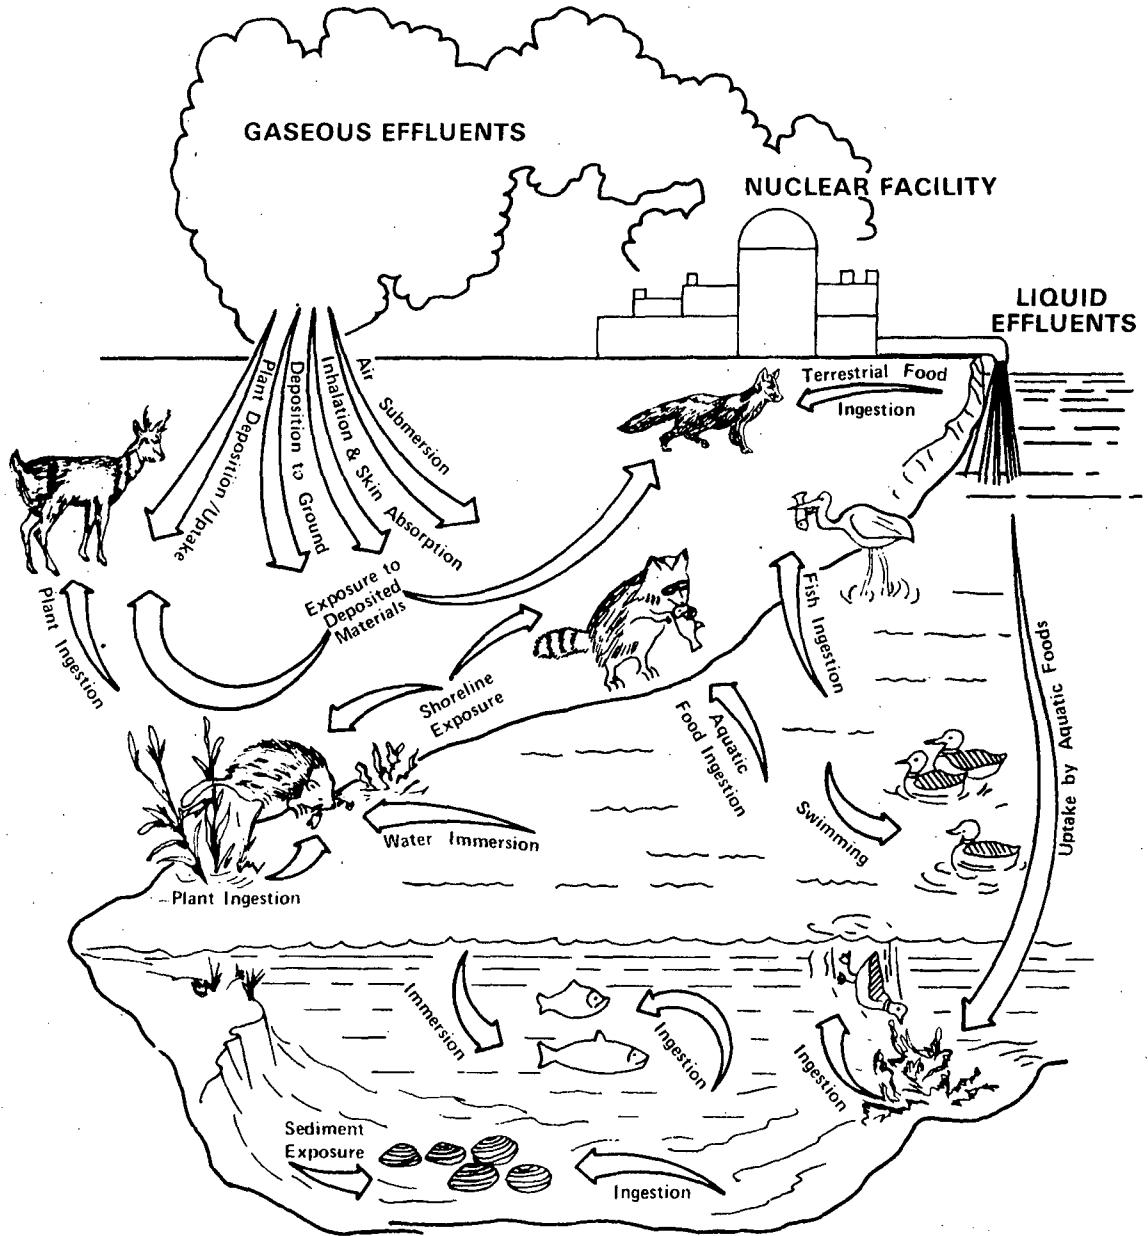 GASEOUS EFFLUENTS
NUCLEAR FACILITY
LIQUID
EFFLUENTS
Plant Deposition/Uptake
Deposition to Ground
Inhalation & Skin Absorption
Air
Submersion
Terrestrial Food
Ingestion
Exposure to
Deposited
Materials
Plant Ingestion
Fish Ingestion
Shoreline
Exposure
Aquatic
Food Ingestion
Uptake by Aquatic Foods
Swimming
Water Immersion
Plant Ingestion
Immersion
Ingestion
Ingestion
Sediment
Exposure
Ingestion